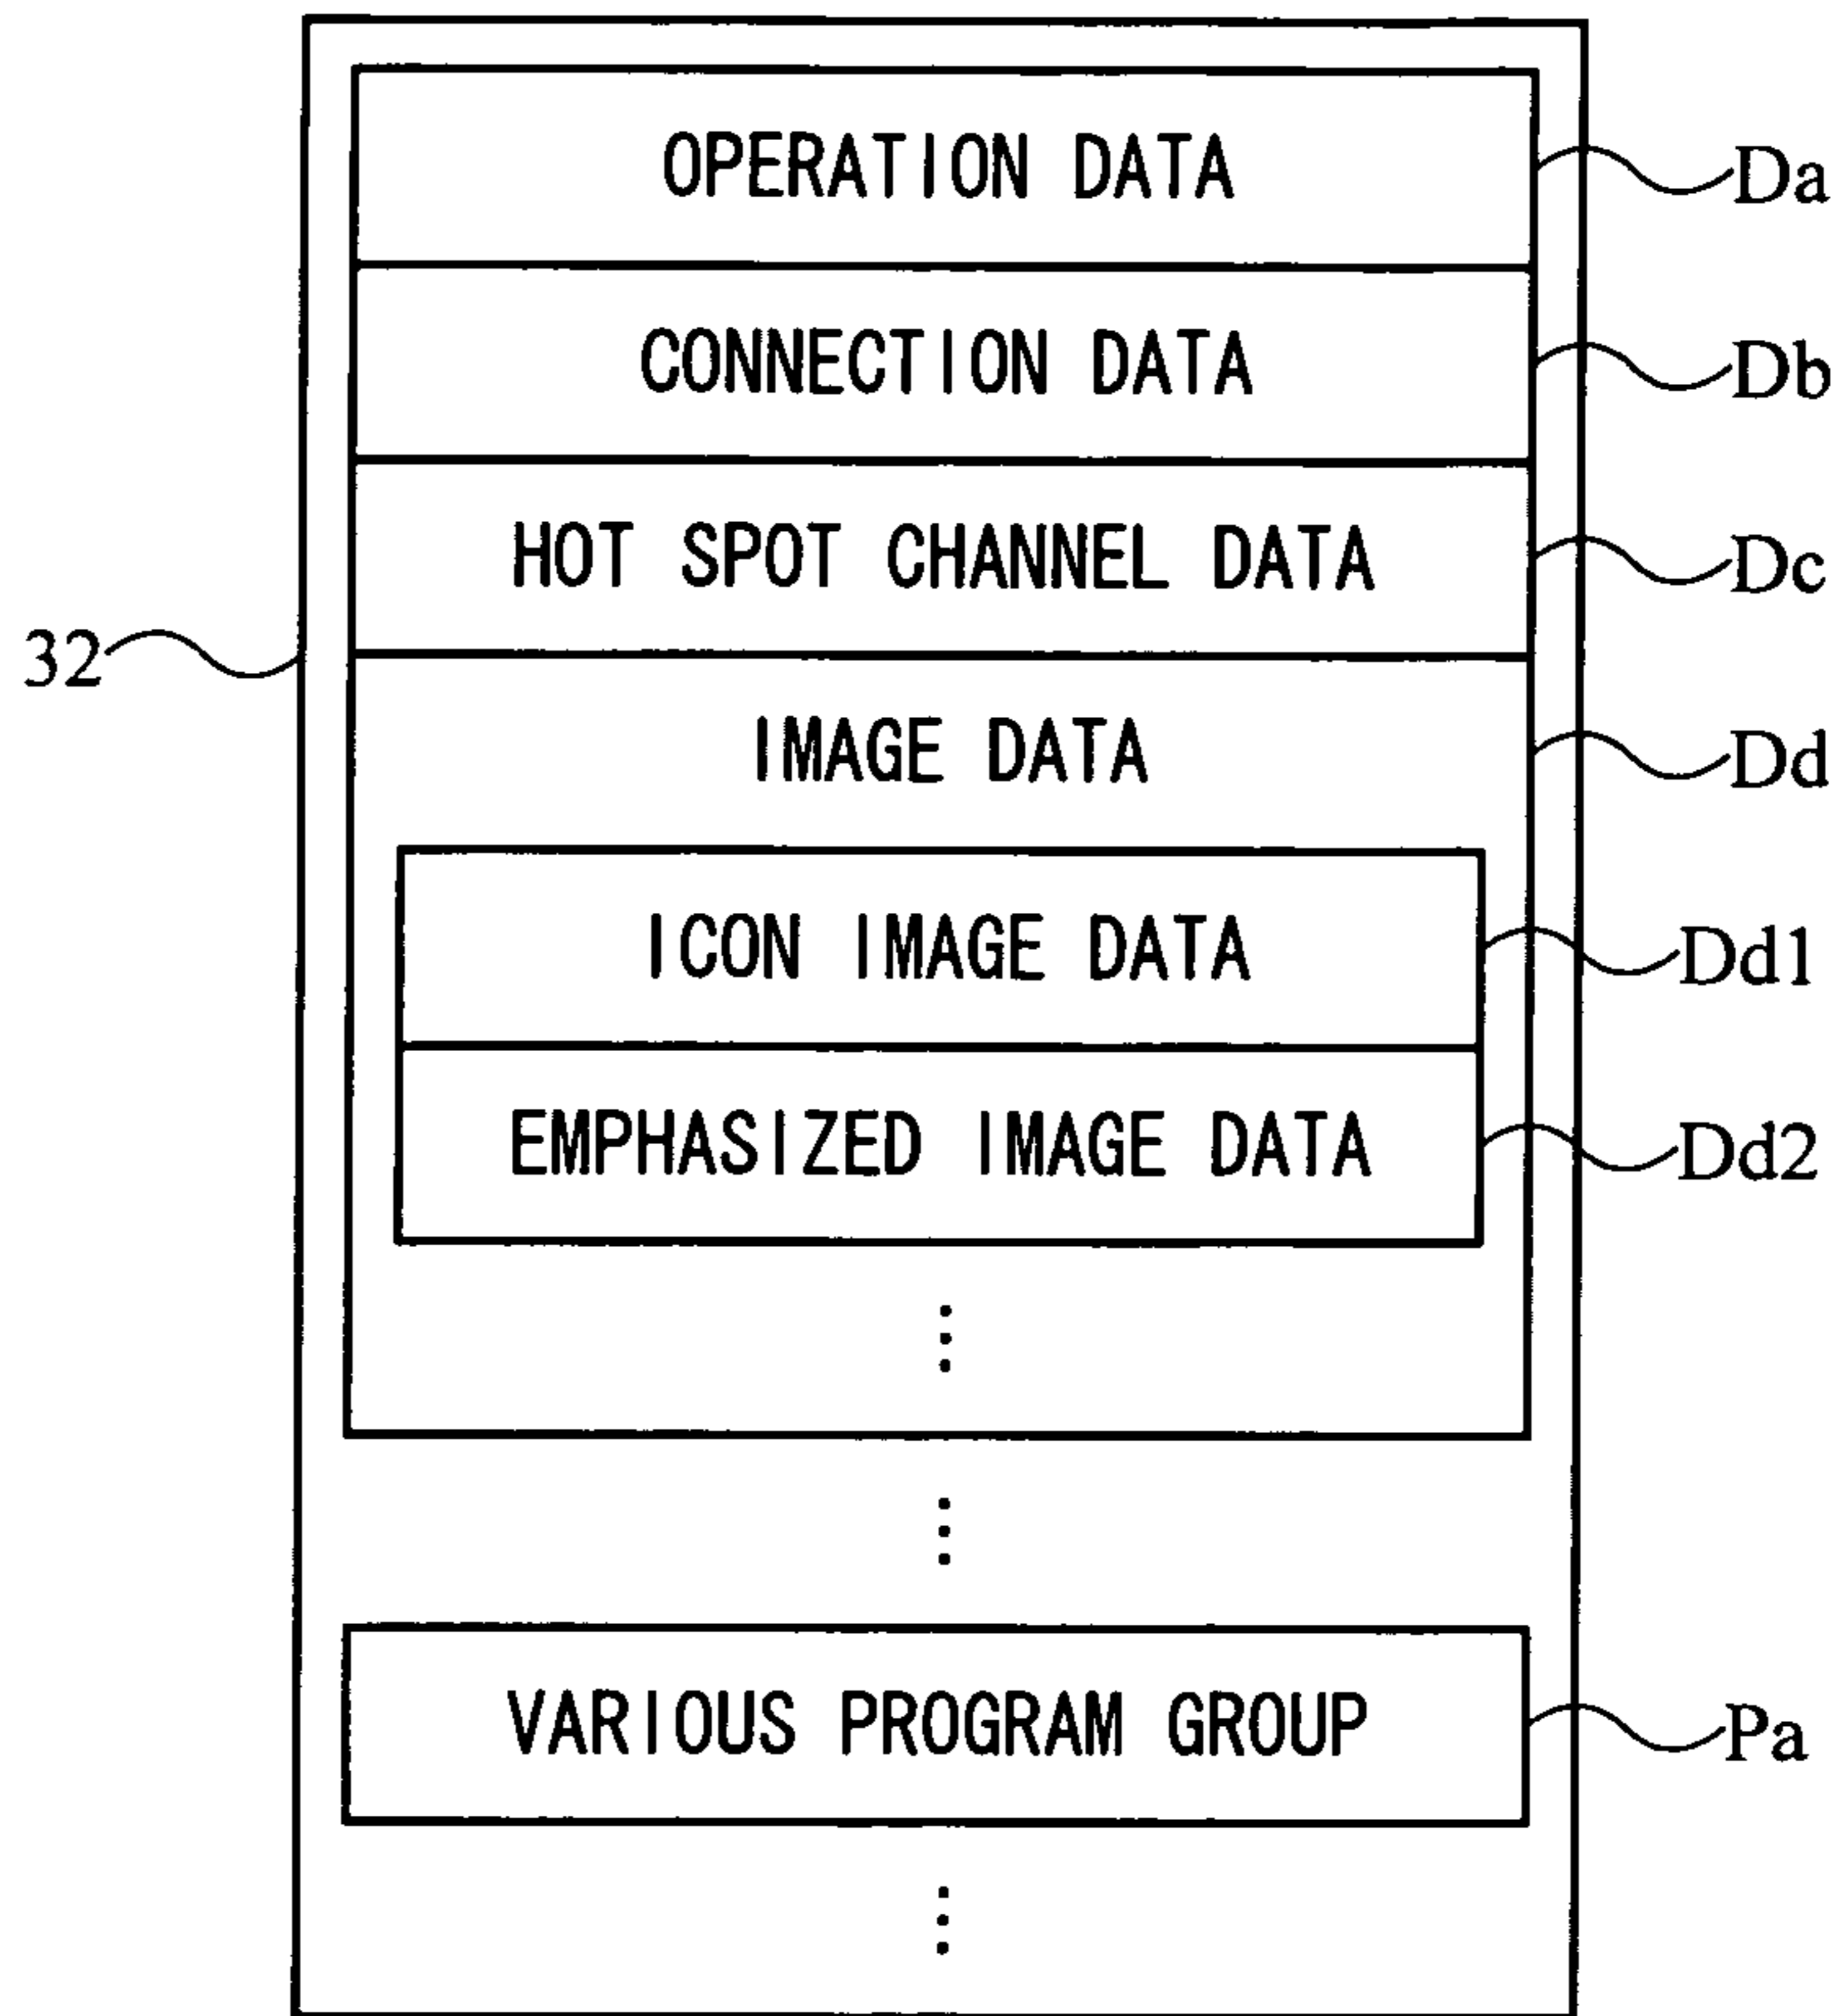 OPERATION DATA Da
CONNECTION DATA Db
HOT SPOT CHANNEL DATA Dc
32
IMAGE DATA Dd
ICON IMAGE DATA Dd1
EMPHASIZED IMAGE DATA Dd2
VARIOUS PROGRAM GROUP Pa